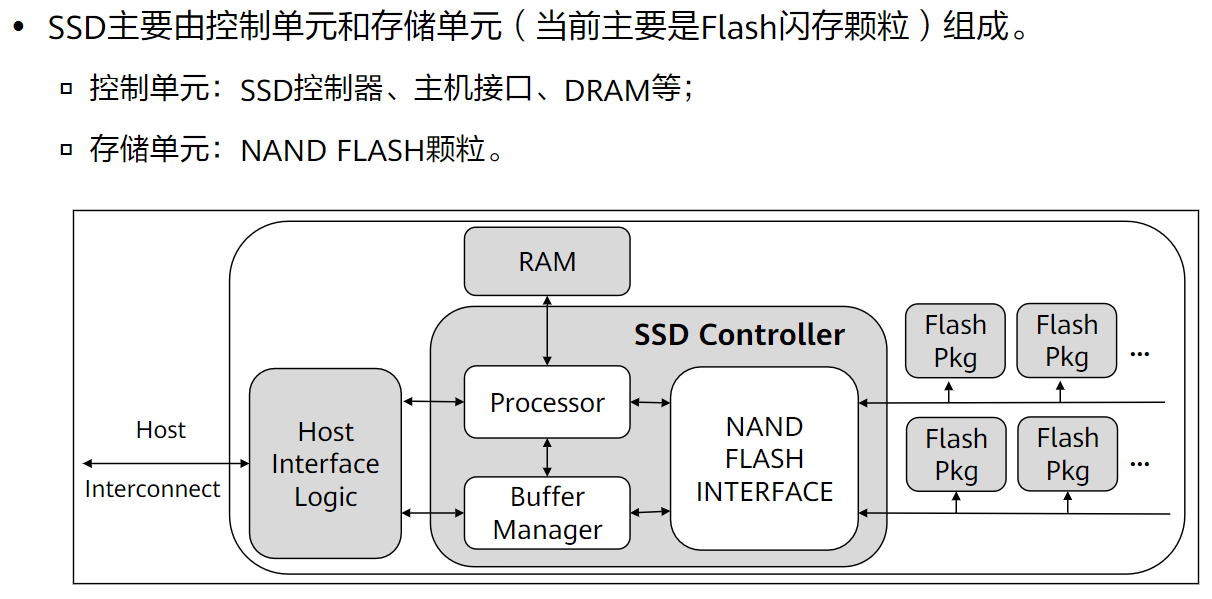 • SSD主要由控制单元和存储单元（当前主要是Flash闪存颗粒）组成。
▫ 控制单元：SSD控制器、主机接口、DRAM等；
▫ 存储单元：NAND FLASH颗粒。
RAM
SSD Controller
Flash
Pkg
Flash
Pkg
...
Processor
Host
Interconnect
Host
Interface
Logic
NAND
FLASH
INTERFACE
Buffer
Manager
Flash
Pkg
Flash
Pkg
...